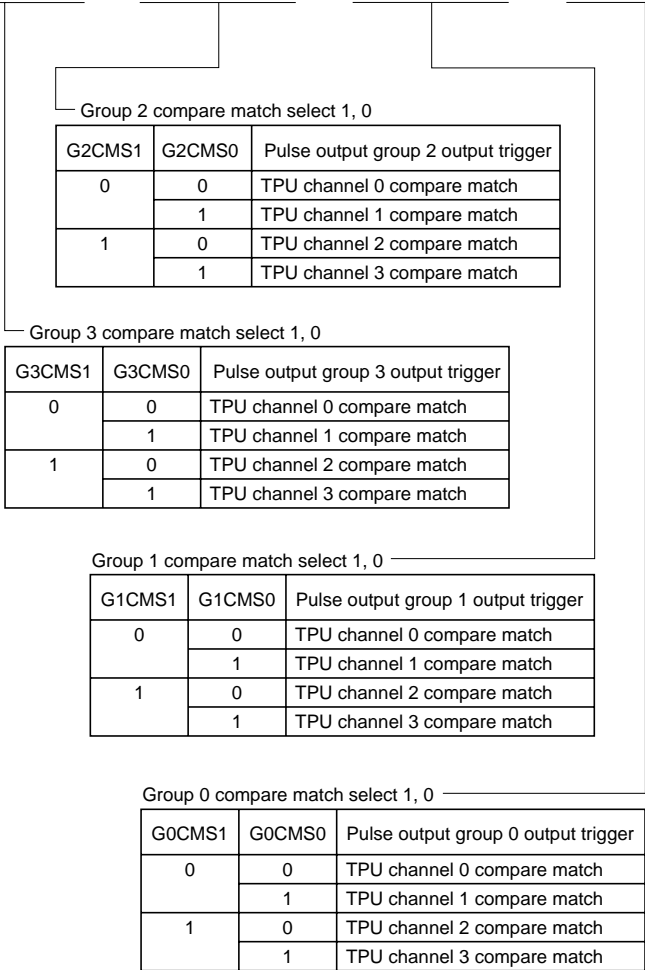 Group 2 compare match select 1, 0
G2CMS1 G2CMS0 Pulse output group 2 output trigger
0 0 TPU channel 0 compare match
1 TPU channel 1 compare match
1 0 TPU channel 2 compare match
1 TPU channel 3 compare match
Group 3 compare match select 1, 0
G3CMS1 G3CMS0 Pulse output group 3 output trigger
0 0 TPU channel 0 compare match
1 TPU channel 1 compare match
1 0 TPU channel 2 compare match
1 TPU channel 3 compare match
Group 1 compare match select 1, 0
G1CMS1 G1CMS0 Pulse output group 1 output trigger
0 0 TPU channel 0 compare match
1 TPU channel 1 compare match
1 0 TPU channel 2 compare match
1 TPU channel 3 compare match
Group 0 compare match select 1, 0
G0CMS1 G0CMS0 Pulse output group 0 output trigger
0 0 TPU channel 0 compare match
1 TPU channel 1 compare match
1 0 TPU channel 2 compare match
1 TPU channel 3 compare match